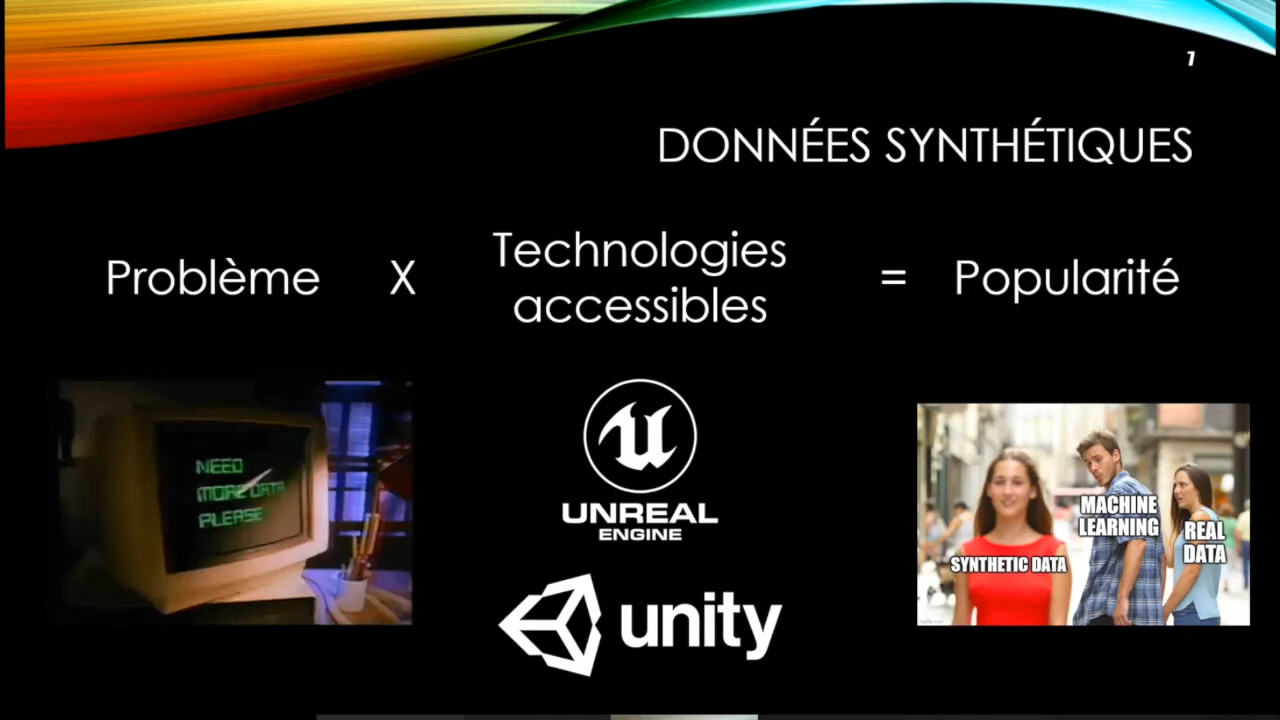 7
DONNÉES SYNTHÉTIQUES
Problème X Technologies accessibles = Popularité
NEED
MORE DATA
PLEASE
UNREAL
ENGINE
unity
SYNTHETIC DATA
MACHINE
LEARNING
REAL
DATA